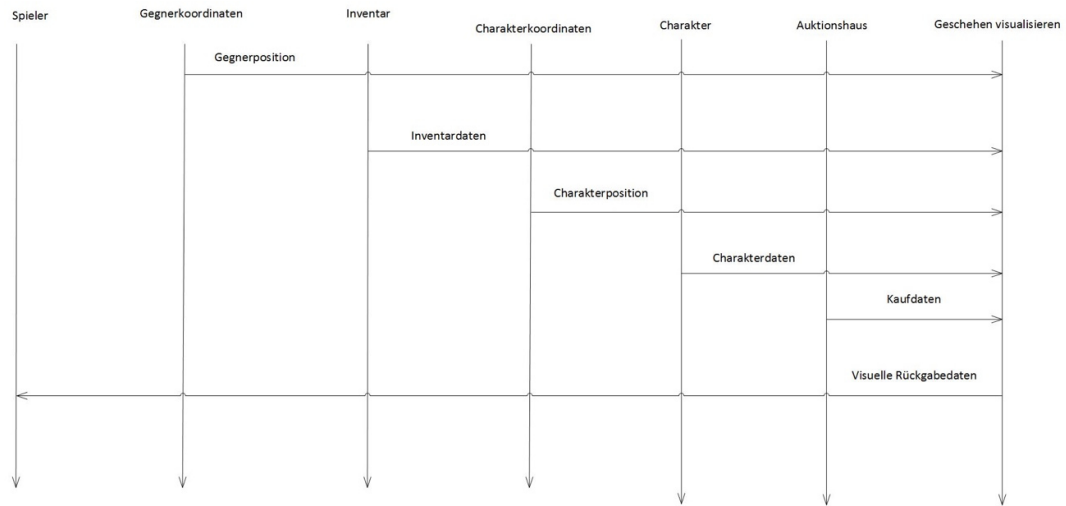 Spieler
Gegnerkoordinaten
Inventar
Charakterkoordinaten
Charakter
Auktionshaus
Geschehen visualisieren
Gegnerposition
Inventardaten
Charakterposition
Charakterdaten
Kaufdaten
Visuelle Rückgabedaten